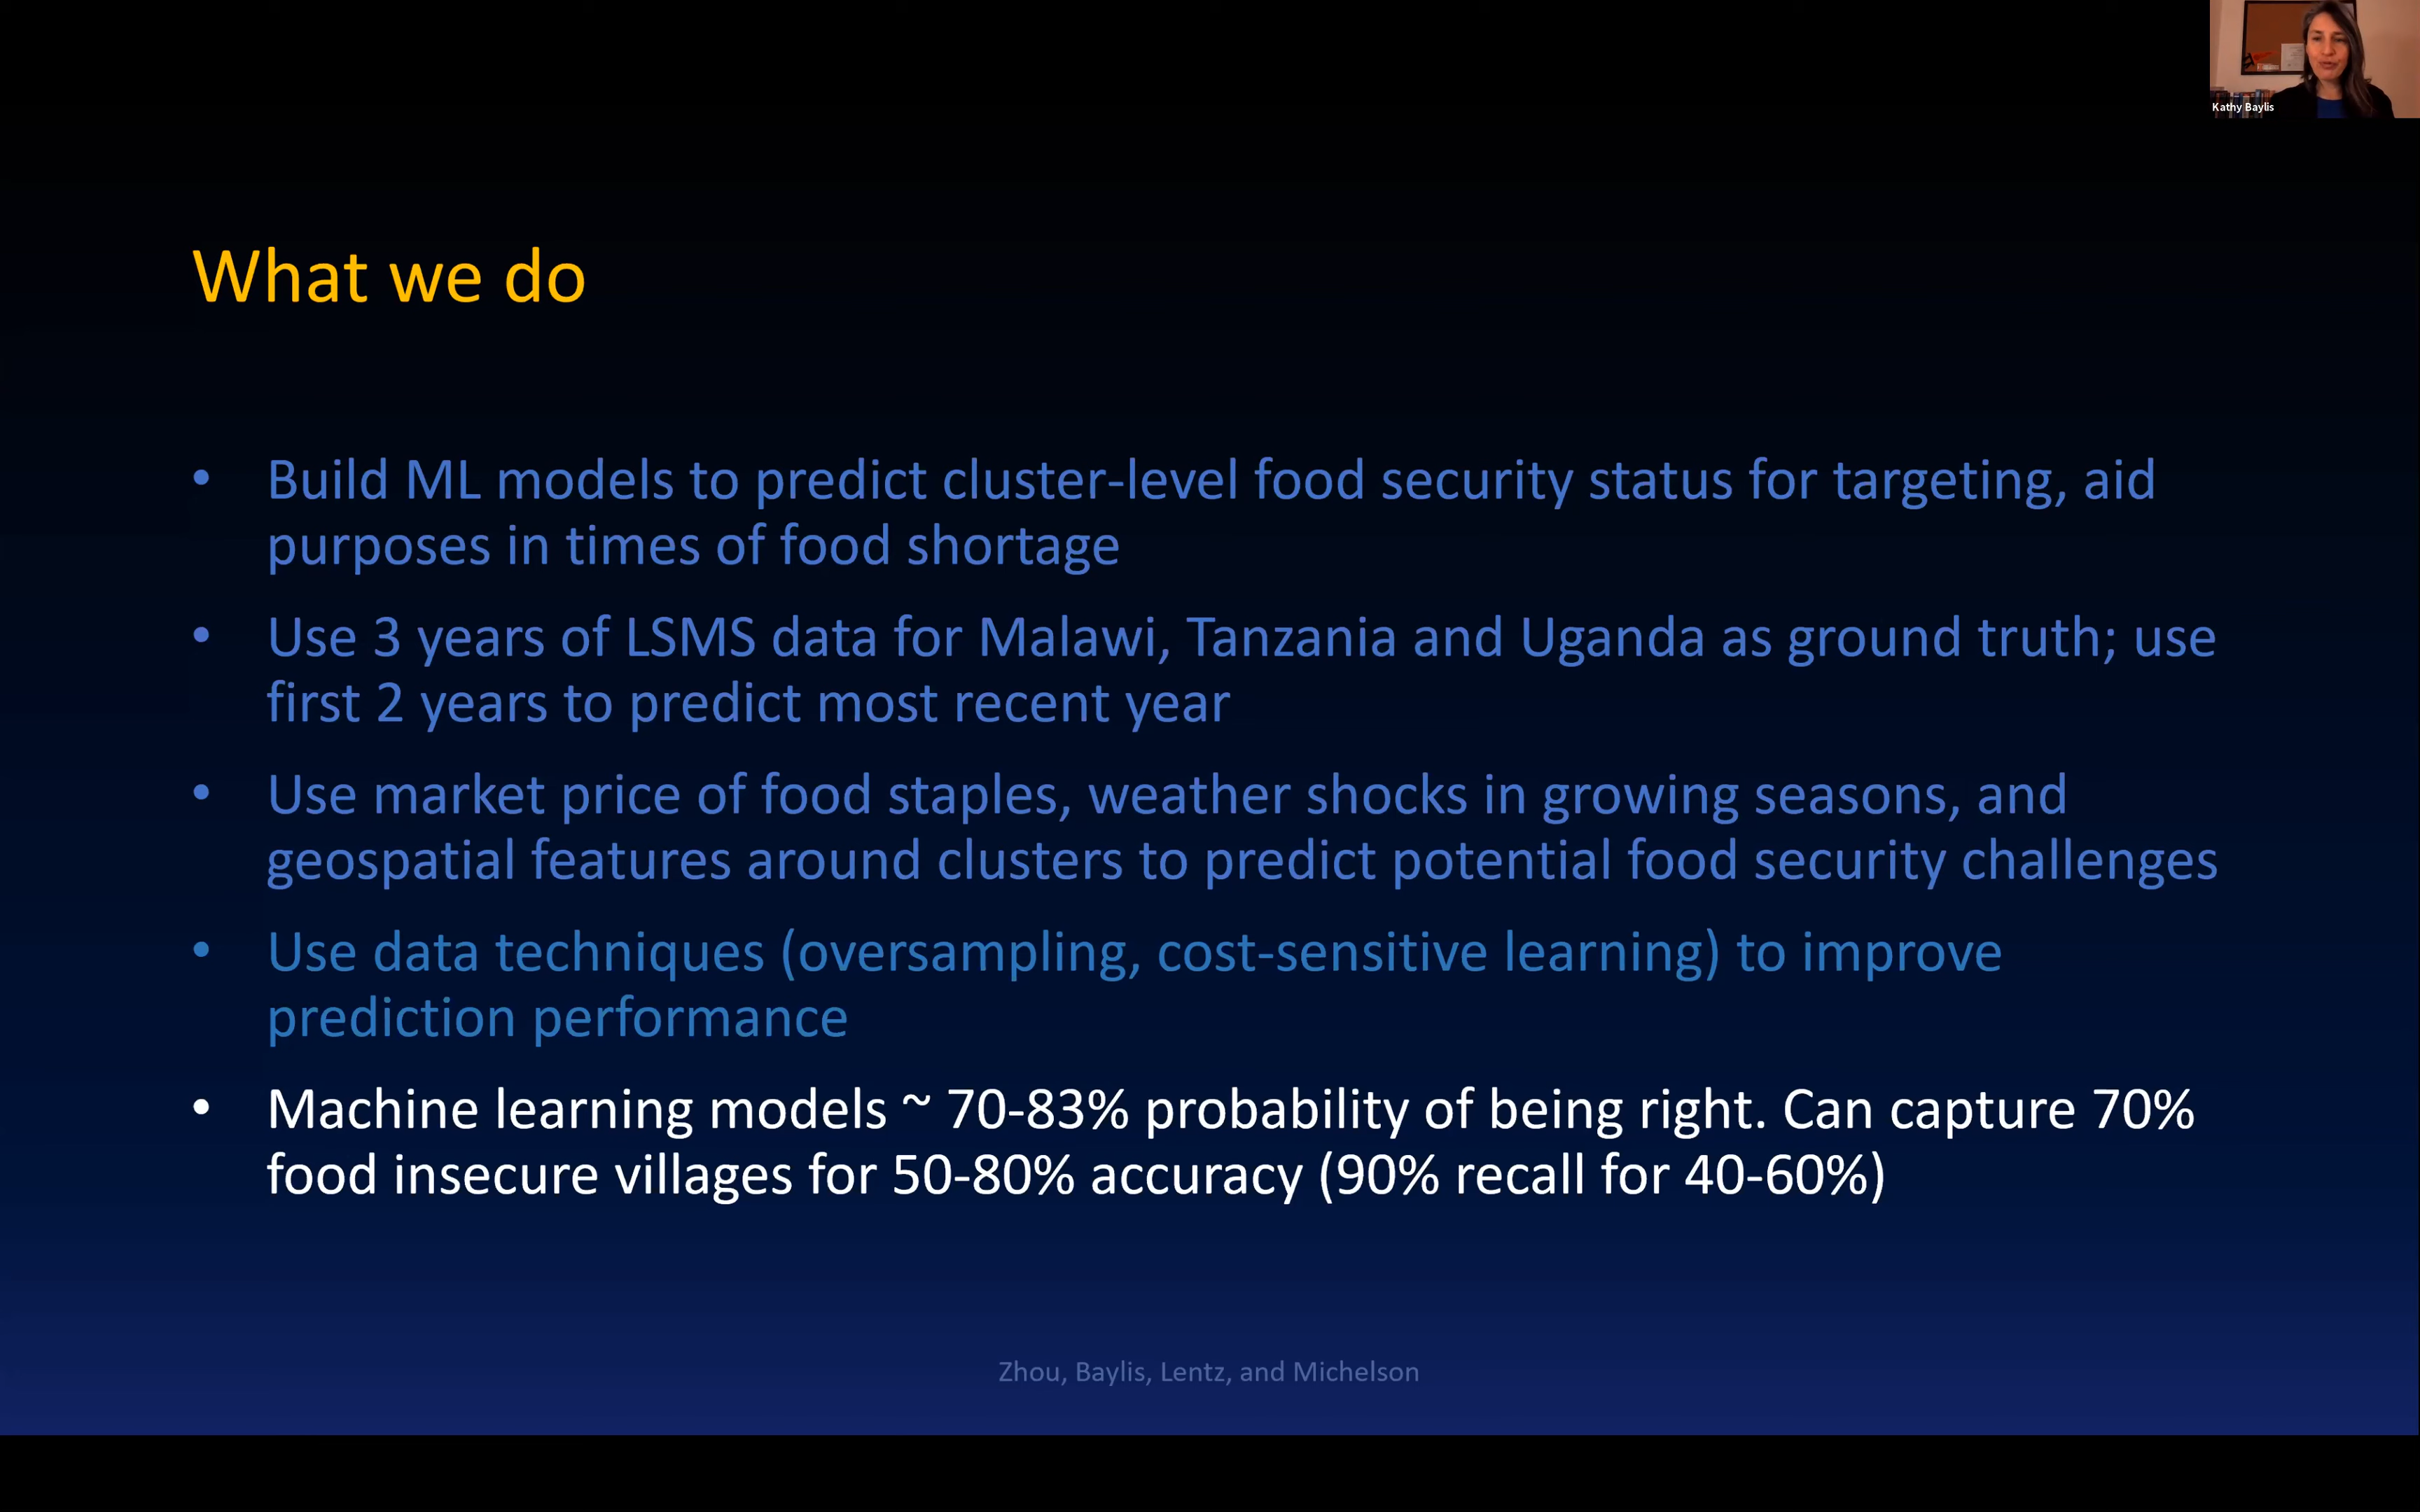 Kathy Baylis
What we do
• Build ML models to predict cluster-level food security status for targeting, aid
purposes in times of food shortage
• Use 3 years of LSMS data for Malawi, Tanzania and Uganda as ground truth; use
first 2 years to predict most recent year
• Use market price of food staples, weather shocks in growing seasons, and
geospatial features around clusters to predict potential food security challenges
• Use data techniques (oversampling, cost-sensitive learning) to improve
prediction performance
• Machine learning models ~ 70-83% probability of being right. Can capture 70%
food insecure villages for 50-80% accuracy (90% recall for 40-60%)
Zhou, Baylis, Lentz, and Michelson